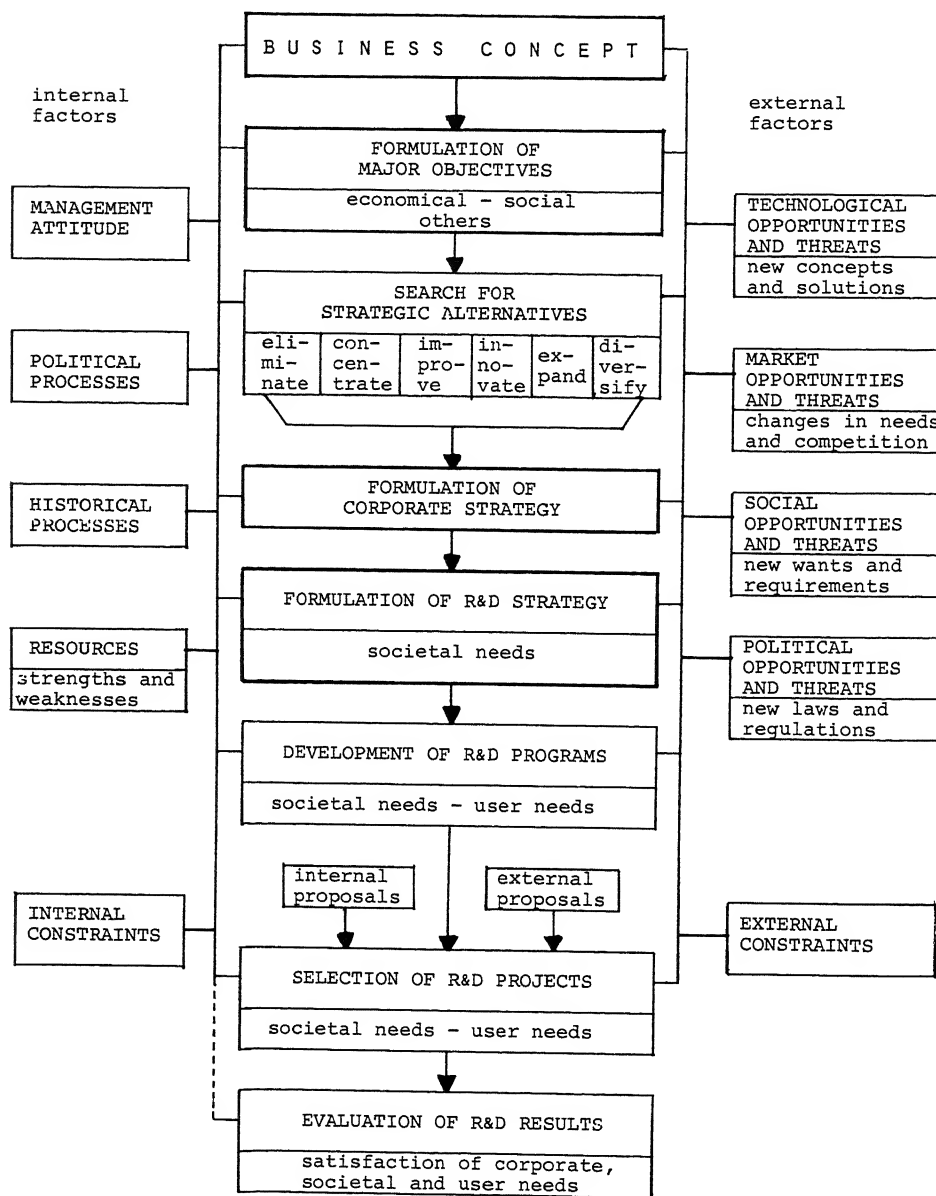 BUSINESS CONCEPT
internal
factors
external
factors
FORMULATION OF
MAJOR OBJECTIVES
economical – social
others
MANAGEMENT
ATTITUDE
TECHNOLOGICAL
OPPORTUNITIES
AND THREATS
new concepts
and solutions
SEARCH FOR
STRATEGIC ALTERNATIVES
eli-
mi-
nate
con-
cen-
trate
im-
pro-
ve
in-
no-
vate
ex-
pand
di-
ver-
sify
POLITICAL
PROCESSES
MARKET
OPPORTUNITIES
AND THREATS
changes in needs
and competition
FORMULATION OF
CORPORATE STRATEGY
HISTORICAL
PROCESSES
SOCIAL
OPPORTUNITIES
AND THREATS
new wants and
requirements
FORMULATION OF R&D STRATEGY
societal needs
RESOURCES
strengths and
weaknesses
POLITICAL
OPPORTUNITIES
AND THREATS
new laws and
regulations
DEVELOPMENT OF R&D PROGRAMS
societal needs – user needs
internal
proposals
external
proposals
INTERNAL
CONSTRAINTS
EXTERNAL
CONSTRAINTS
SELECTION OF R&D PROJECTS
societal needs – user needs
EVALUATION OF R&D RESULTS
satisfaction of corporate,
societal and user needs